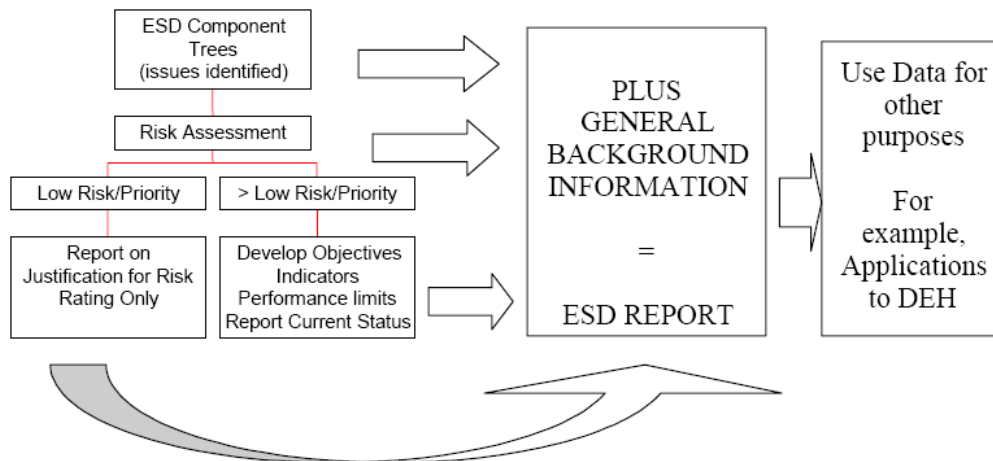 ESD Component
Trees
(issues identified)
Risk Assessment
Low Risk/Priority
> Low Risk/Priority
Report on
Justification for Risk
Rating Only
Develop Objectives
Indicators
Performance limits
Report Current Status
PLUS
GENERAL
BACKGROUND
INFORMATION
=
ESD REPORT
Use Data for
other
purposes
For
example,
Applications
to DEH